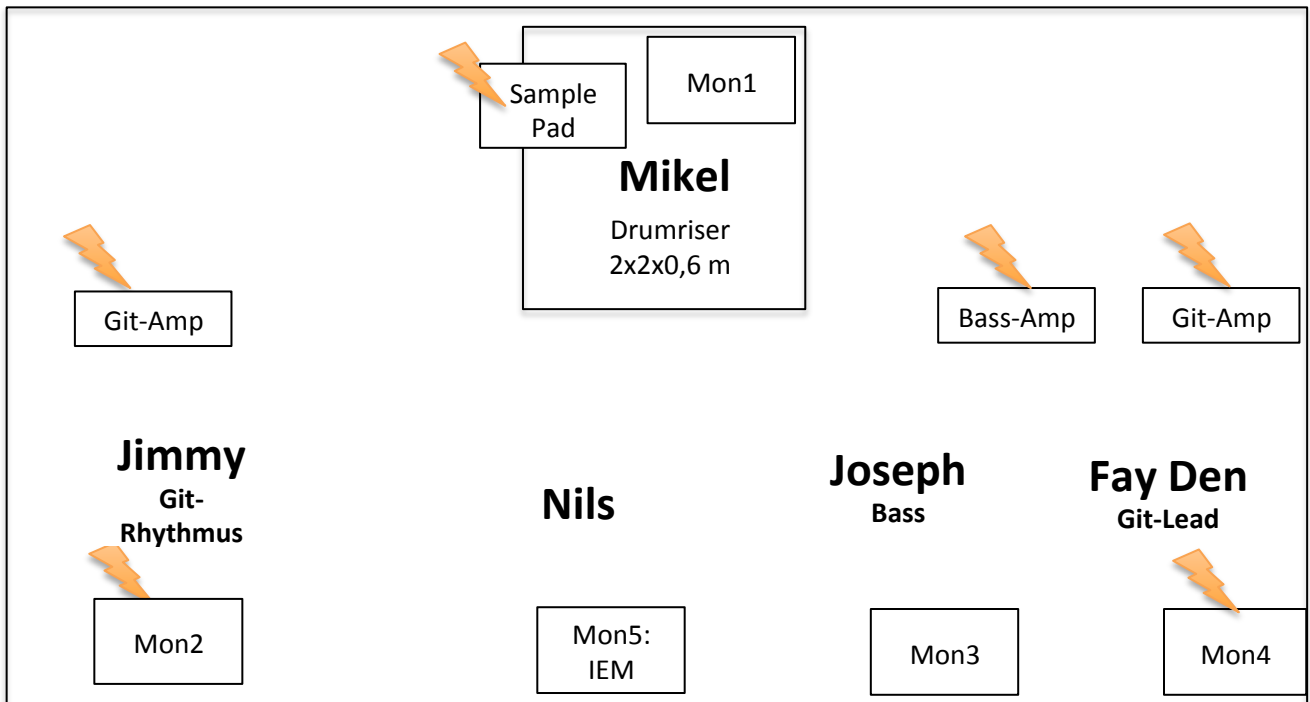 Sample
Pad
Mon1
Mikel
Drumriser
2x2x0,6 m
Git-Amp
Bass-Amp
Git-Amp
Jimmy
Git-
Rhythmus
Nils
Joseph
Bass
Fay Den
Git-Lead
Mon2
Mon5:
IEM
Mon3
Mon4